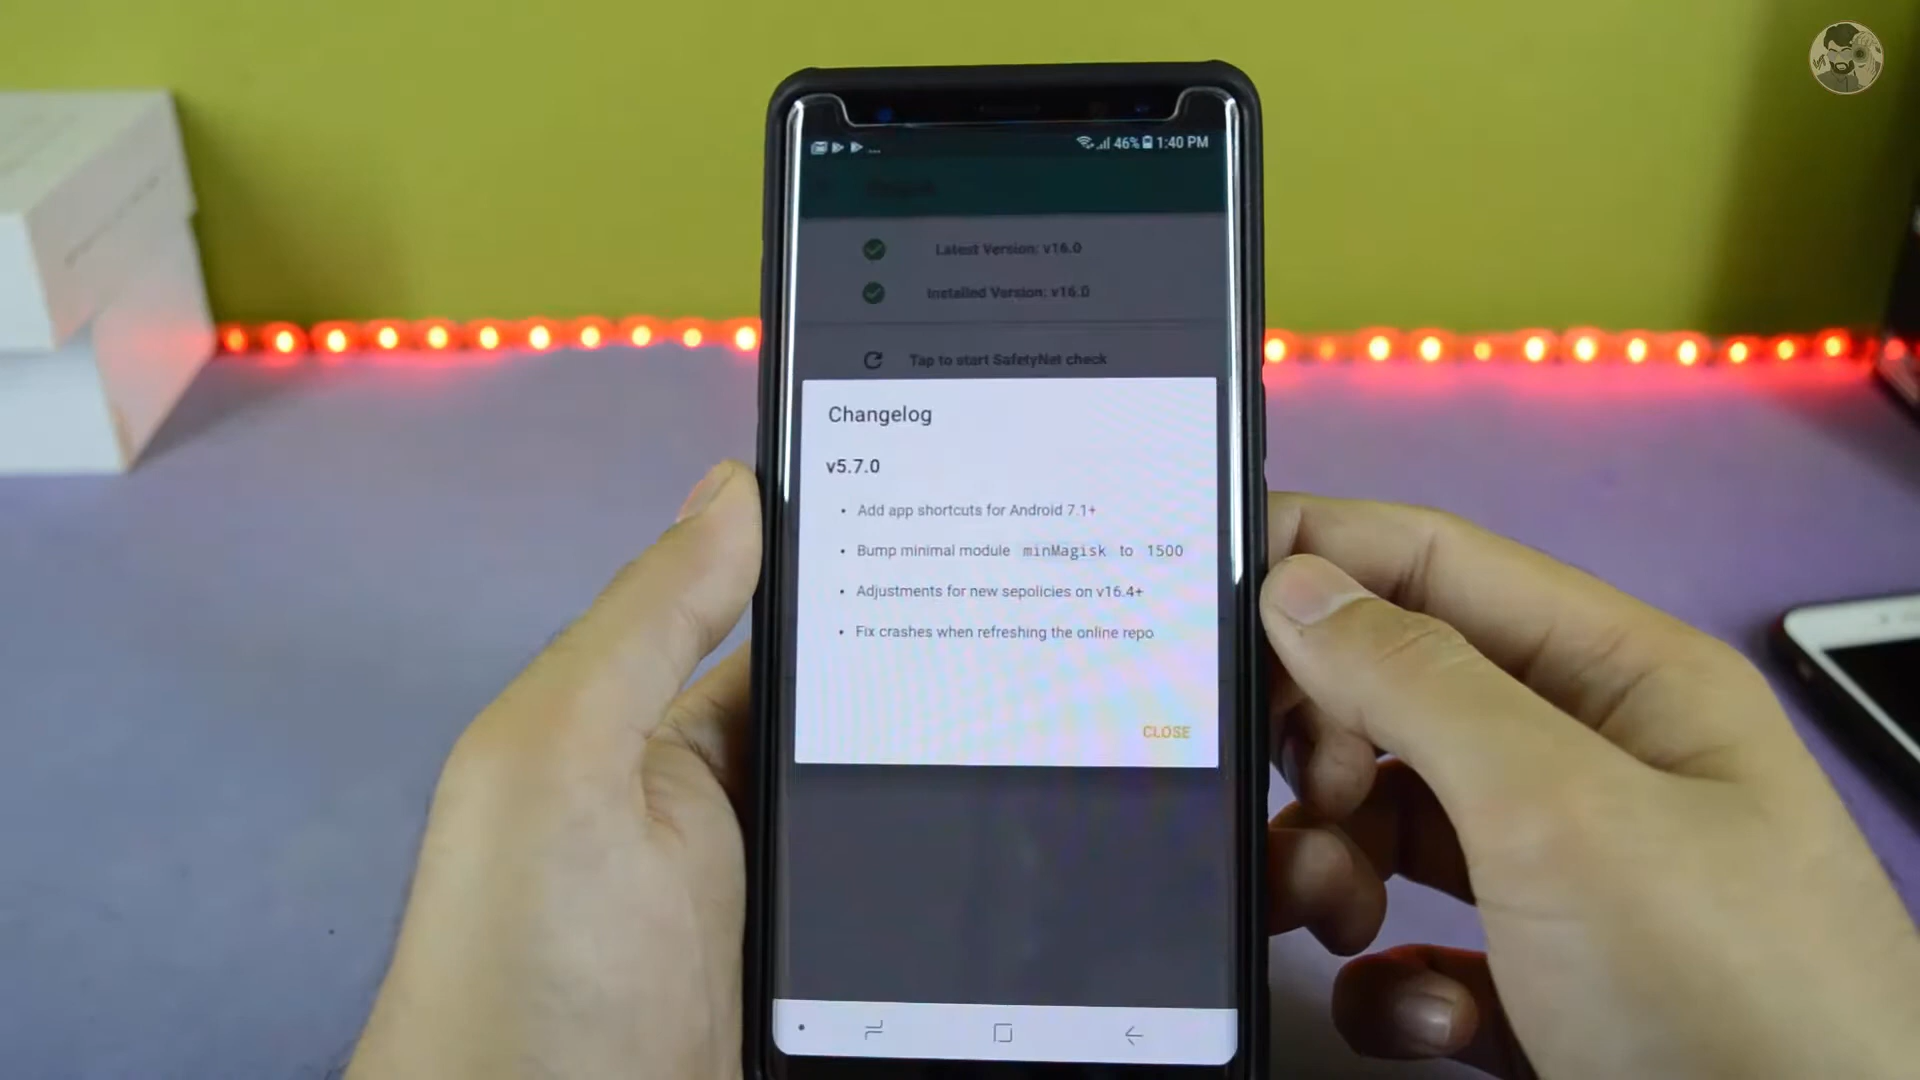 ... 46% 1:40 PM
Magisk
Latest Version: v16.0
Installed Version: v16.0
Tap to start SafetyNet check
Changelog
v5.7.0
• Add app shortcuts for Android 7.1+
• Bump minimal module minMagisk to 1500
• Adjustments for new sepolicies on v16.4+
• Fix crashes when refreshing the online repo
CLOSE